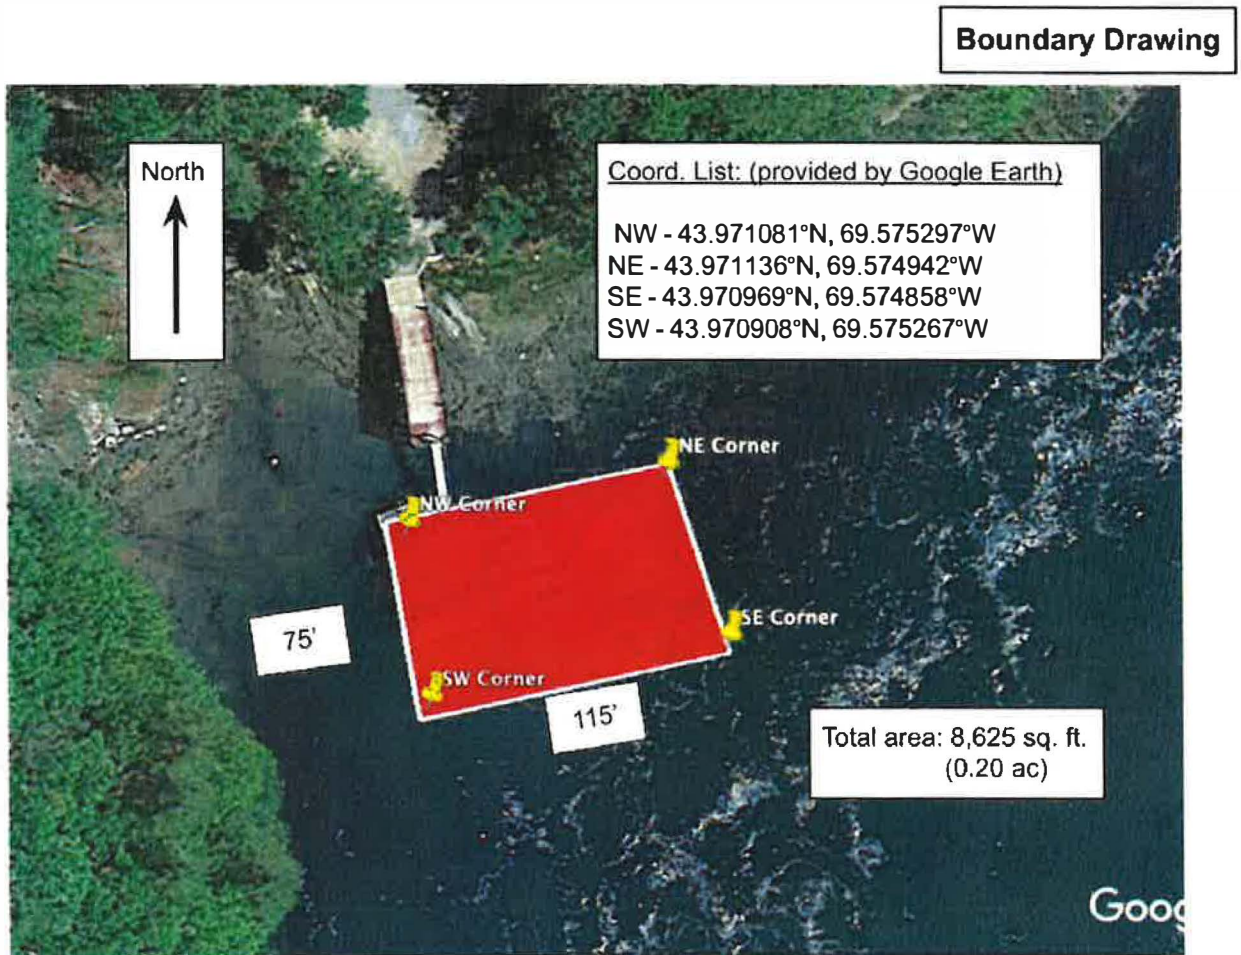 Boundary Drawing
North
Coord. List: (provided by Google Earth)
NW - 43.971081°N, 69.575297°W
NE - 43.971136°N, 69.574942°W
SE - 43.970969°N, 69.574858°W
SW - 43.970908°N, 69.575267°W
NE Corner
NW Corner
SE Corner
75'
SW Corner
115'
Total area: 8,625 sq. ft.
(0.20 ac)
Goog